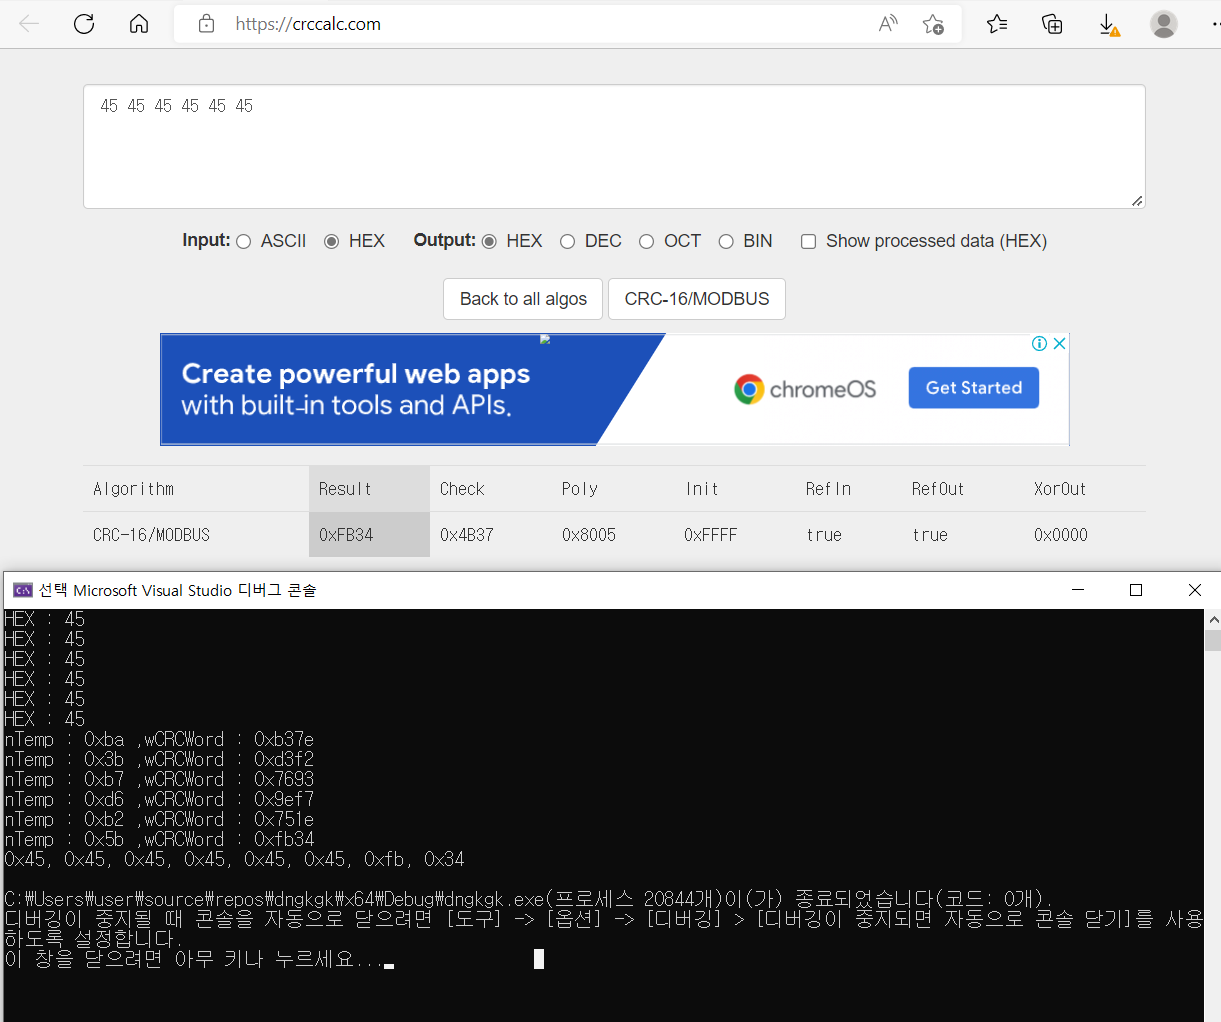 https://crccalc.com
45 45 45 45 45 45
Input: ASCII HEX Output: HEX DEC OCT BIN Show processed data (HEX)
Back to all algos CRC-16/MODBUS
Create powerful web apps
with built-in tools and APIs.
chromeOS
Get Started
Algorithm Result Check Poly Init RefIn RefOut XorOut
CRC-16/MODBUS 0xFB34 0x4B37 0x8005 0xFFFF true true 0x0000
선택 Microsoft Visual Studio 디버그 콘솔
HEX : 45
HEX : 45
HEX : 45
HEX : 45
HEX : 45
HEX : 45
nTemp : 0xba ,wCRCWord : 0xb37e
nTemp : 0x3b ,wCRCWord : 0xd3f2
nTemp : 0xb7 ,wCRCWord : 0x7693
nTemp : 0xd6 ,wCRCWord : 0x9ef7
nTemp : 0xb2 ,wCRCWord : 0x751e
nTemp : 0x5b ,wCRCWord : 0xfb34
0x45, 0x45, 0x45, 0x45, 0x45, 0x45, 0xfb, 0x34
C:₩Users₩user₩source₩repos₩dngkgk₩x64₩Debug₩dngkgk.exe(프로세스 20844개)이(가) 종료되었습니다(코드: 0개).
디버깅이 중지될 때 콘솔을 자동으로 닫으려면 [도구] -> [옵션] -> [디버깅] > [디버깅이 중지되면 자동으로 콘솔 닫기]를 사용
하도록 설정합니다.
이 창을 닫으려면 아무 키나 누르세요...